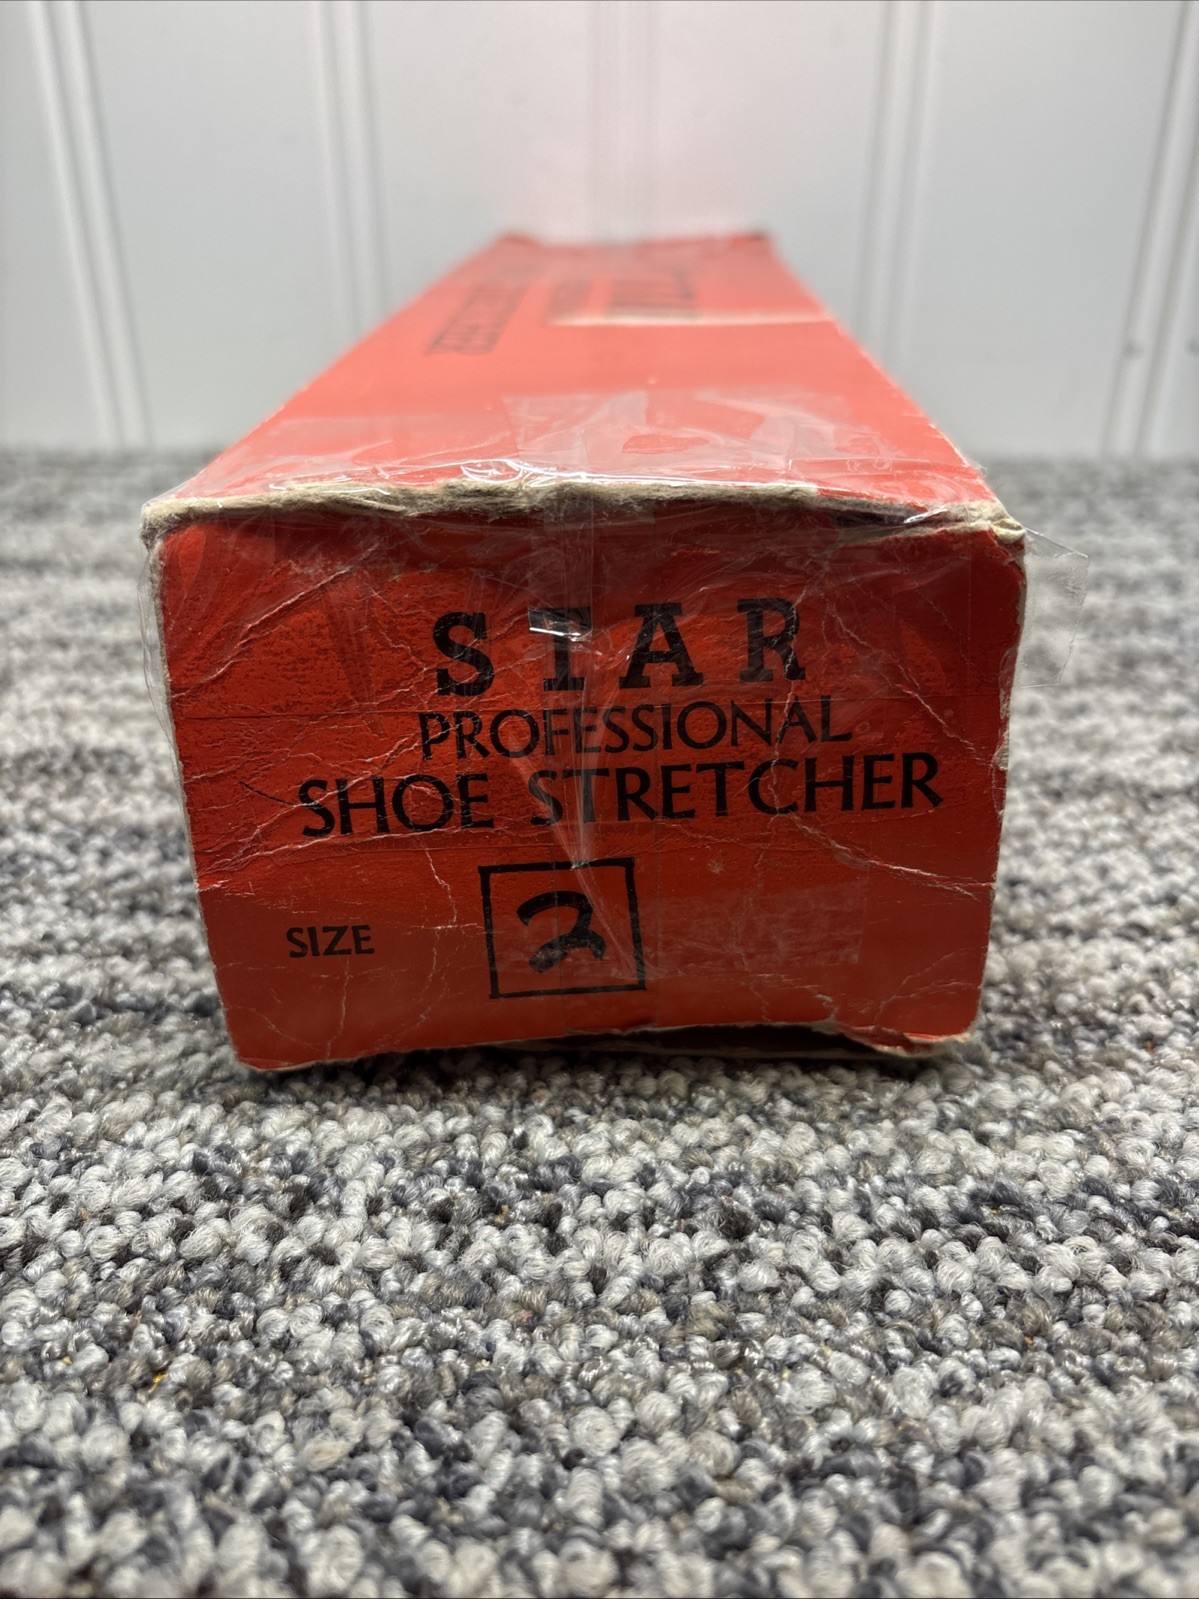 STAR
PROFESSIONAL
SHOE STRETCHER
SIZE 2